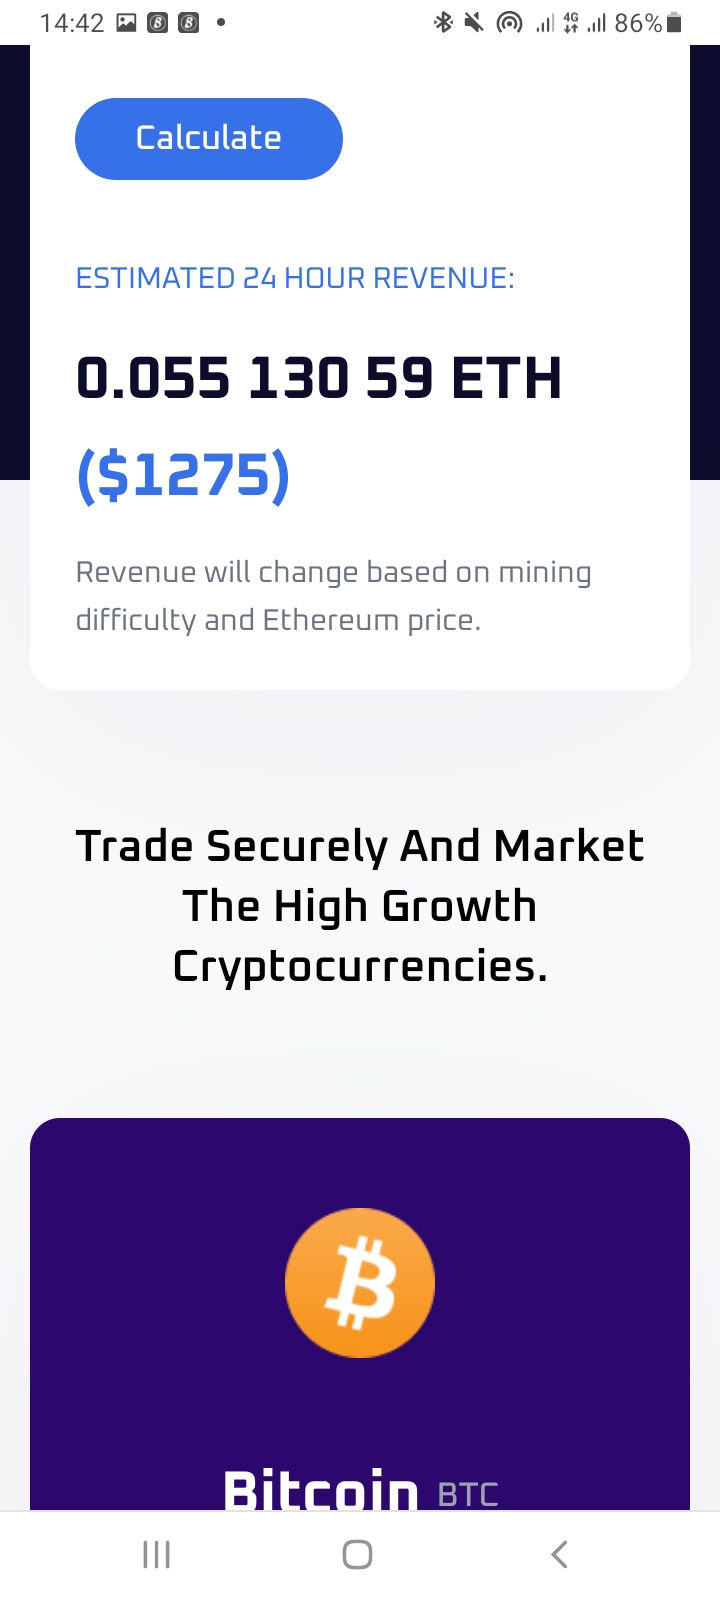 14:42
4G
86%
Calculate
ESTIMATED 24 HOUR REVENUE:
0.055 130 59 ETH
($1275)
Revenue will change based on mining
difficulty and Ethereum price.
Trade Securely And Market
The High Growth
Cryptocurrencies.
Bitcoin BTC